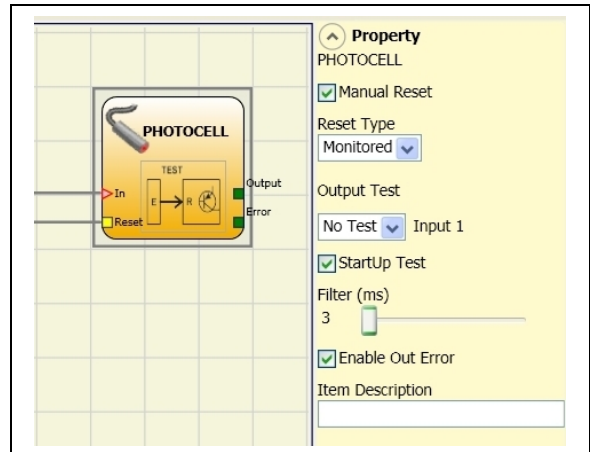 PHOTOCELL
TEST
In
E
R
Output
Reset
Error
Property
PHOTOCELL
Manual Reset
Reset Type
Monitored
Output Test
No Test Input 1
StartUp Test
Filter (ms)
3
Enable Out Error
Item Description